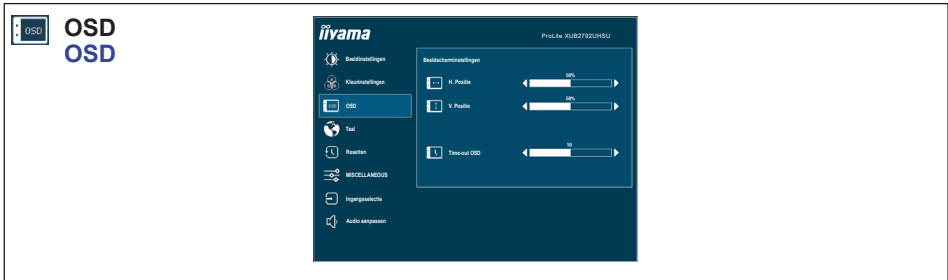 OSD
OSD
OSD
iiyama
ProLite XUB2792UHSU
Beeldinstellingen
Kleurinstellingen
OSD
OSD
Taal
Resetten
MISCELLANEOUS
Ingangsselectie
Audio aanpassen
Beeldscherminstellingen
H. Positie
50%
V. Positie
50%
Time-out OSD
10